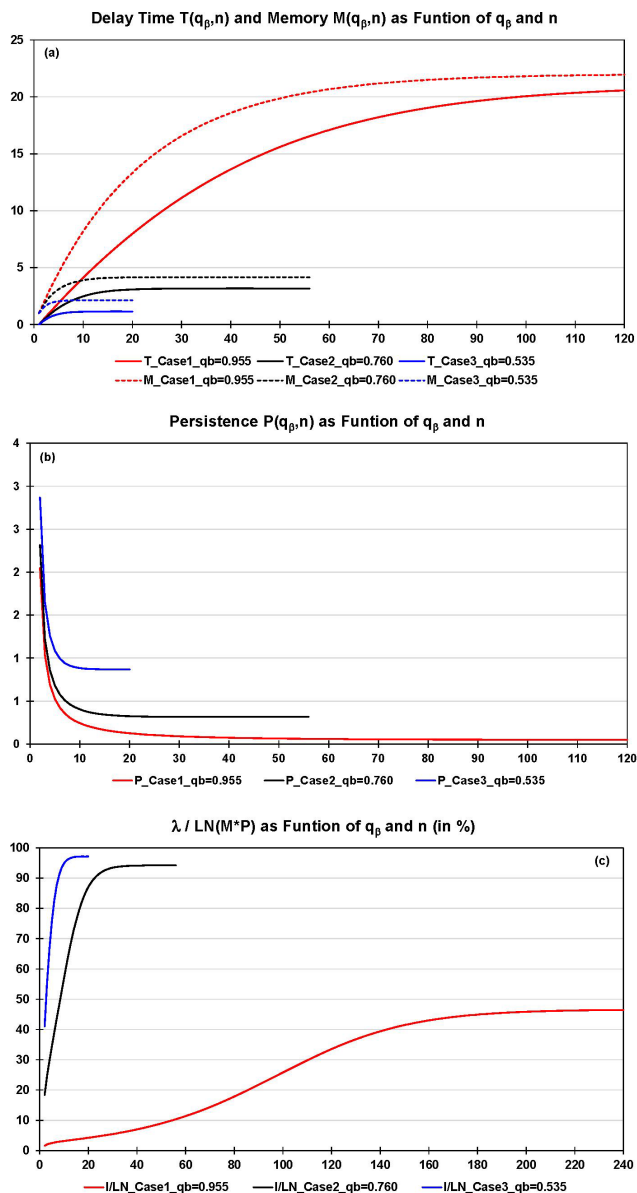 Delay Time T(qβ,n) and Memory M(qβ,n) as Funtion of qβ and n
25
(a)
20
15
10
5
0
0 10 20 30 40 50 60 70 80 90 100 110 120
T_Case1_qb=0.955 T_Case2_qb=0.760 T_Case3_qb=0.535
M_Case1_qb=0.955 M_Case2_qb=0.760 M_Case3_qb=0.535
Persistence P(qβ,n) as Funtion of qβ and n
4
(b)
3
3
2
2
1
1
0
0 10 20 30 40 50 60 70 80 90 100 110 120
P_Case1_qb=0.955 P_Case2_qb=0.760 P_Case3_qb=0.535
λ / LN(M*P) as Funtion of qβ and n (in %)
100
(c)
90
80
70
60
50
40
30
20
10
0
0 20 40 60 80 100 120 140 160 180 200 220 240
l/LN_Case1_qb=0.955 l/LN_Case2_qb=0.760 l/LN_Case3_qb=0.535